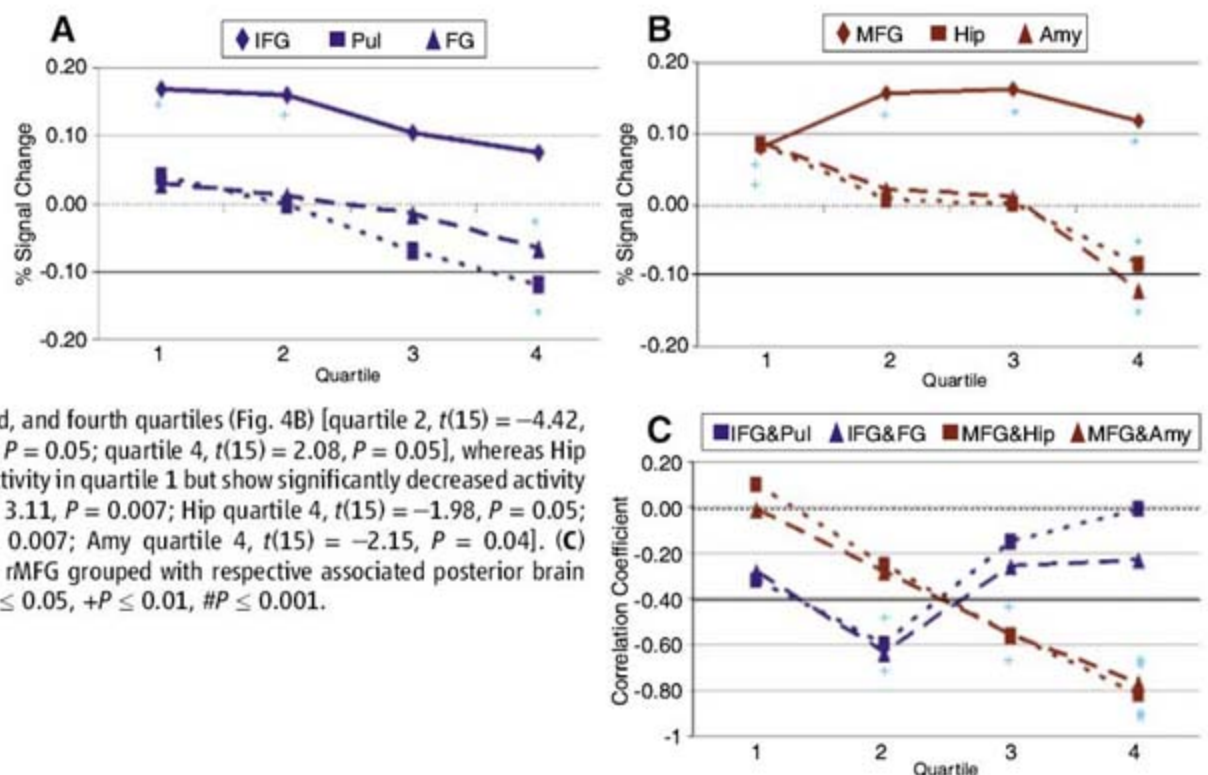 A
IFG Pul FG
0.20
0.10
0.00
-0.10
-0.20
% Signal Change
1 2 3 4
Quartile
B
MFG Hip Amy
0.20
0.10
0.00
-0.10
-0.20
% Signal Change
1 2 3 4
Quartile
d, and fourth quartiles (Fig. 4B) [quartile 2, t(15) = −4.42,
P = 0.05; quartile 4, t(15) = 2.08, P = 0.05], whereas Hip
tivity in quartile 1 but show significantly decreased activity
3.11, P = 0.007; Hip quartile 4, t(15) = −1.98, P = 0.05;
0.007; Amy quartile 4, t(15) = −2.15, P = 0.04]. (C)
rMFG grouped with respective associated posterior brain
≤ 0.05, +P ≤ 0.01, #P ≤ 0.001.
C
IFG&Pul IFG&FG MFG&Hip MFG&Amy
0.20
0.00
-0.20
-0.40
-0.60
-0.80
-1
Correlation Coefficient
1 2 3 4
Quartile